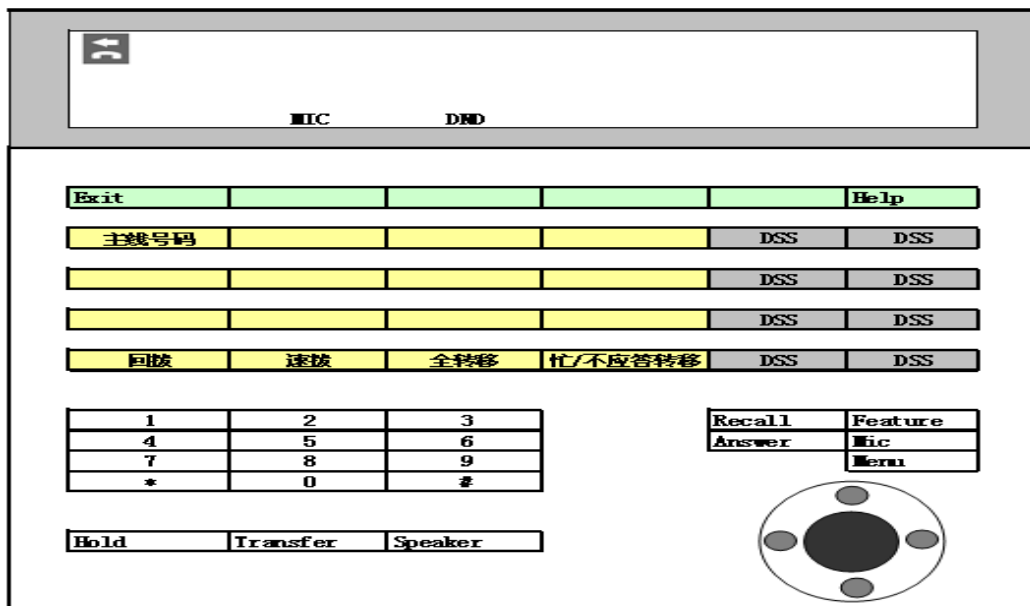 MIC DND
Exit Help
主线号码 DSS DSS
DSS DSS
DSS DSS
回拨 速拨 全转移 忙/不应答转移 DSS DSS
1 2 3 Recall Feature
4 5 6 Answer Mic
7 8 9 Menu
* 0 #
Hold Transfer Speaker